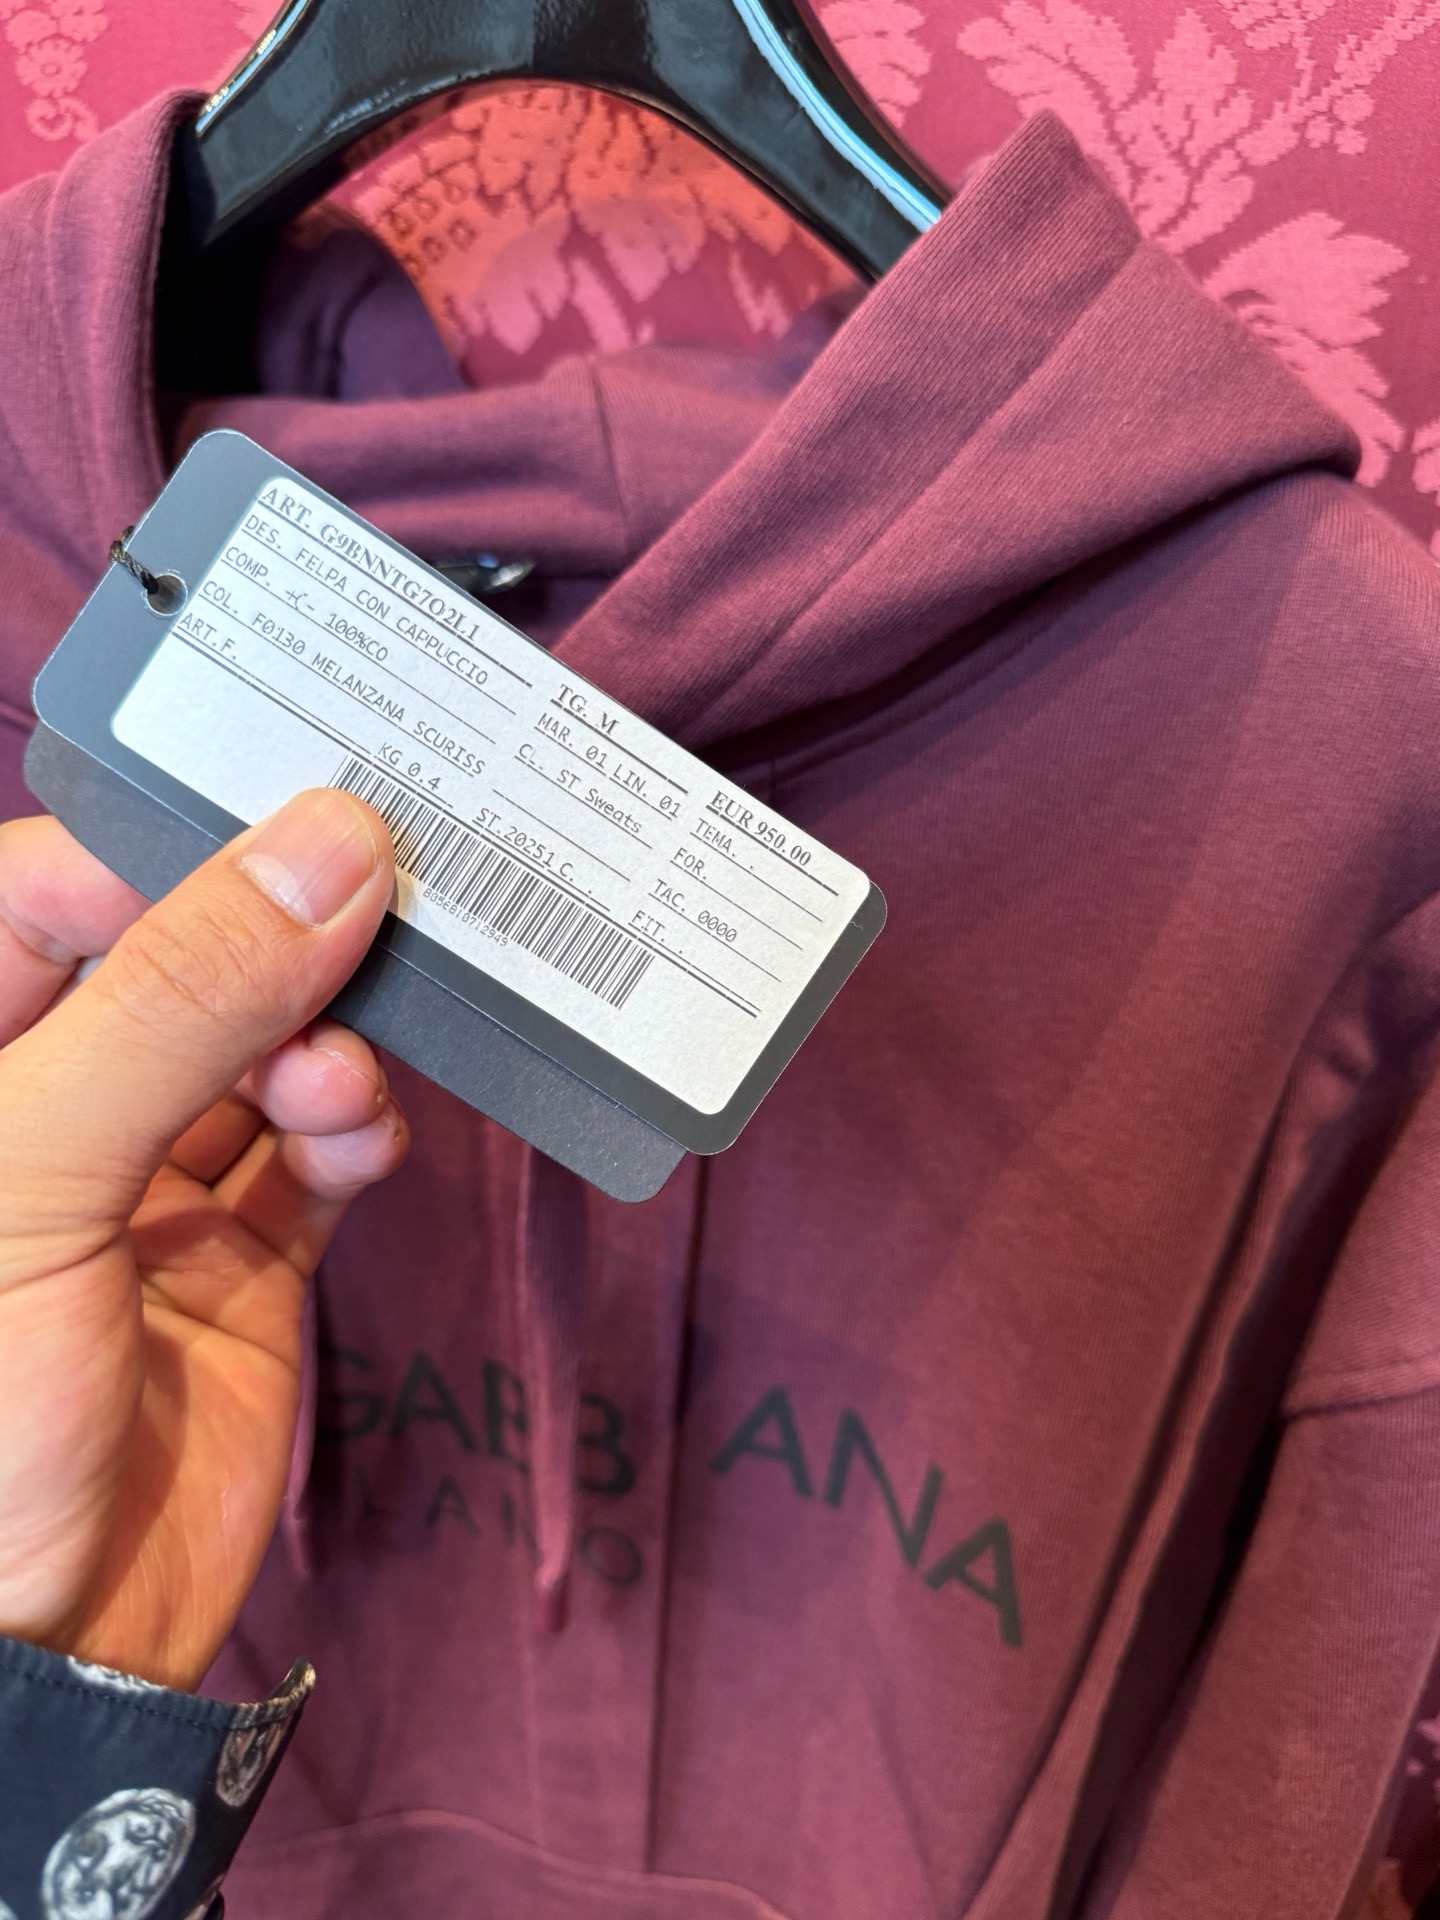 ART. G9BNNTG7O2L1 TG. M EUR 950.00
DES. FELPA CON CAPPUCCIO MAR. 01 LIN. 01 TEMA. .
COMP. -*- 100%CO CL. ST Sweats FOR.
COL. F0130 MELANZANA SCURISS TAC. 0000
ART.F. KG 0.4 ST.20251 C. . FIT. .
8056810712949
GABBANA